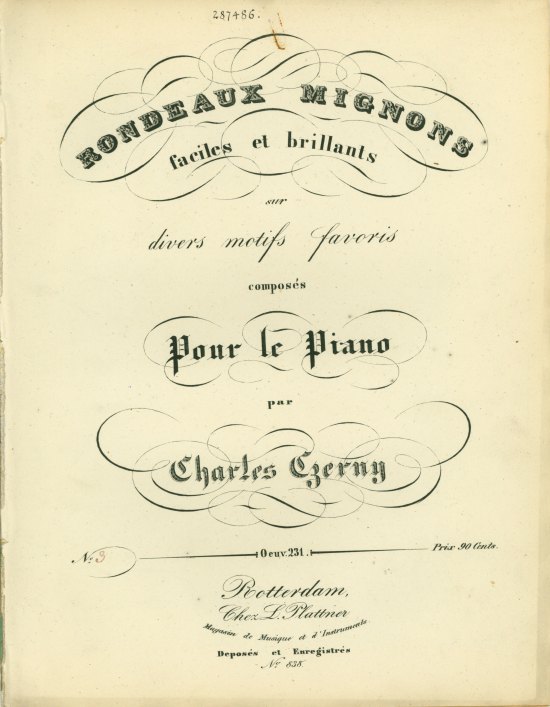 287486.
RONDEAUX MIGNONS
faciles et brillants
sur
divers motifs favoris
composés
Pour le Piano
par
Charles Czerny
No. 3 Oeuv. 231. Prix 90 Cents.
Rotterdam,
Chez L. Plattner
Magasin de Musique et d'Instruments
Deposés et Enregistrés
No. 838.